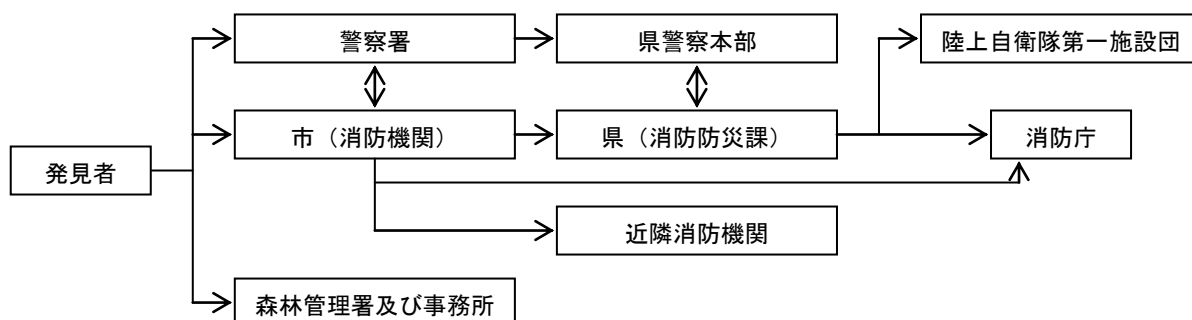 警察署
県警察本部
陸上自衛隊第一施設団
市（消防機関）
県（消防防災課）
消防庁
発見者
近隣消防機関
森林管理署及び事務所